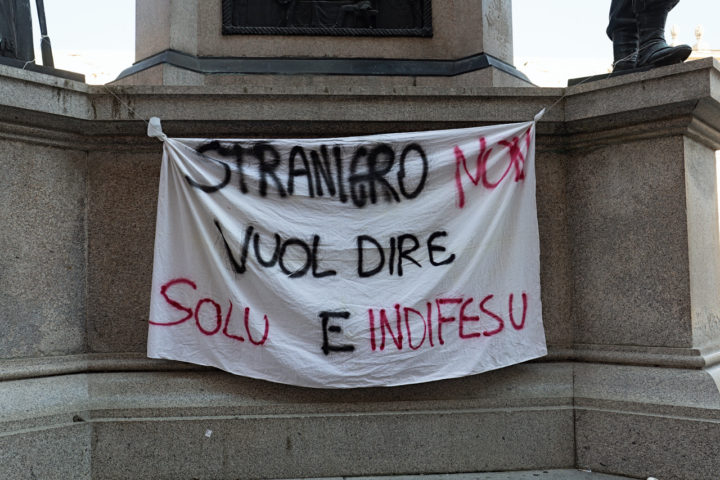 STRANIERO NON
VUOL DIRE
SOLU E INDIFESU